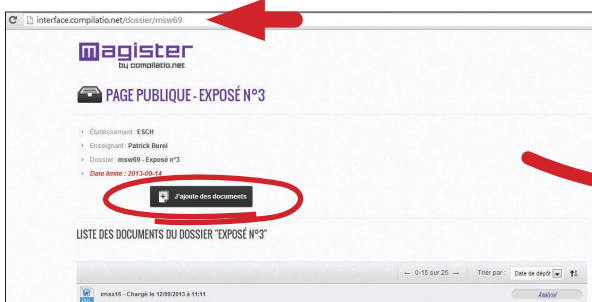 interface.compilatio.net/dossier/msw69
magister
by compilatio.net
PAGE PUBLIQUE - EXPOSÉ N°3
Établissement : ESCH
Enseignant : Patrick Burel
Dossier : msw69 - Exposé n°3
Date limite : 2013-09-14
J'ajoute des documents
LISTE DES DOCUMENTS DU DOSSIER "EXPOSÉ N°3"
← 0-15 sur 25 → Trier par : Date de dépôt
DOC imsx16 - Chargé le 12/09/2013 à 11:11 Analysé